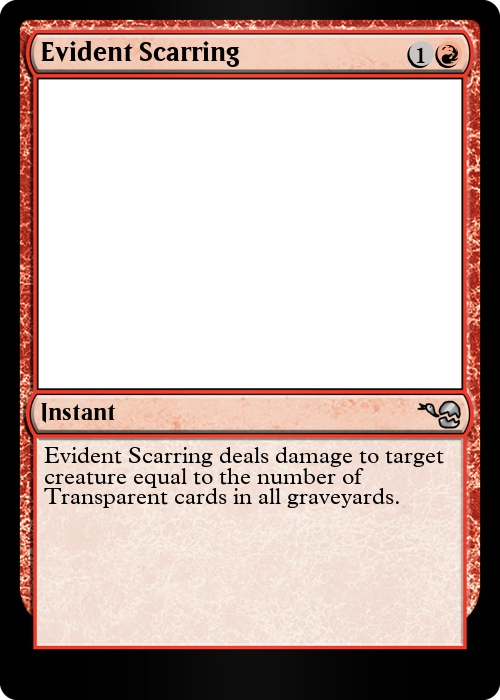 Evident Scarring
1
Instant
Evident Scarring deals damage to target
creature equal to the number of
Transparent cards in all graveyards.